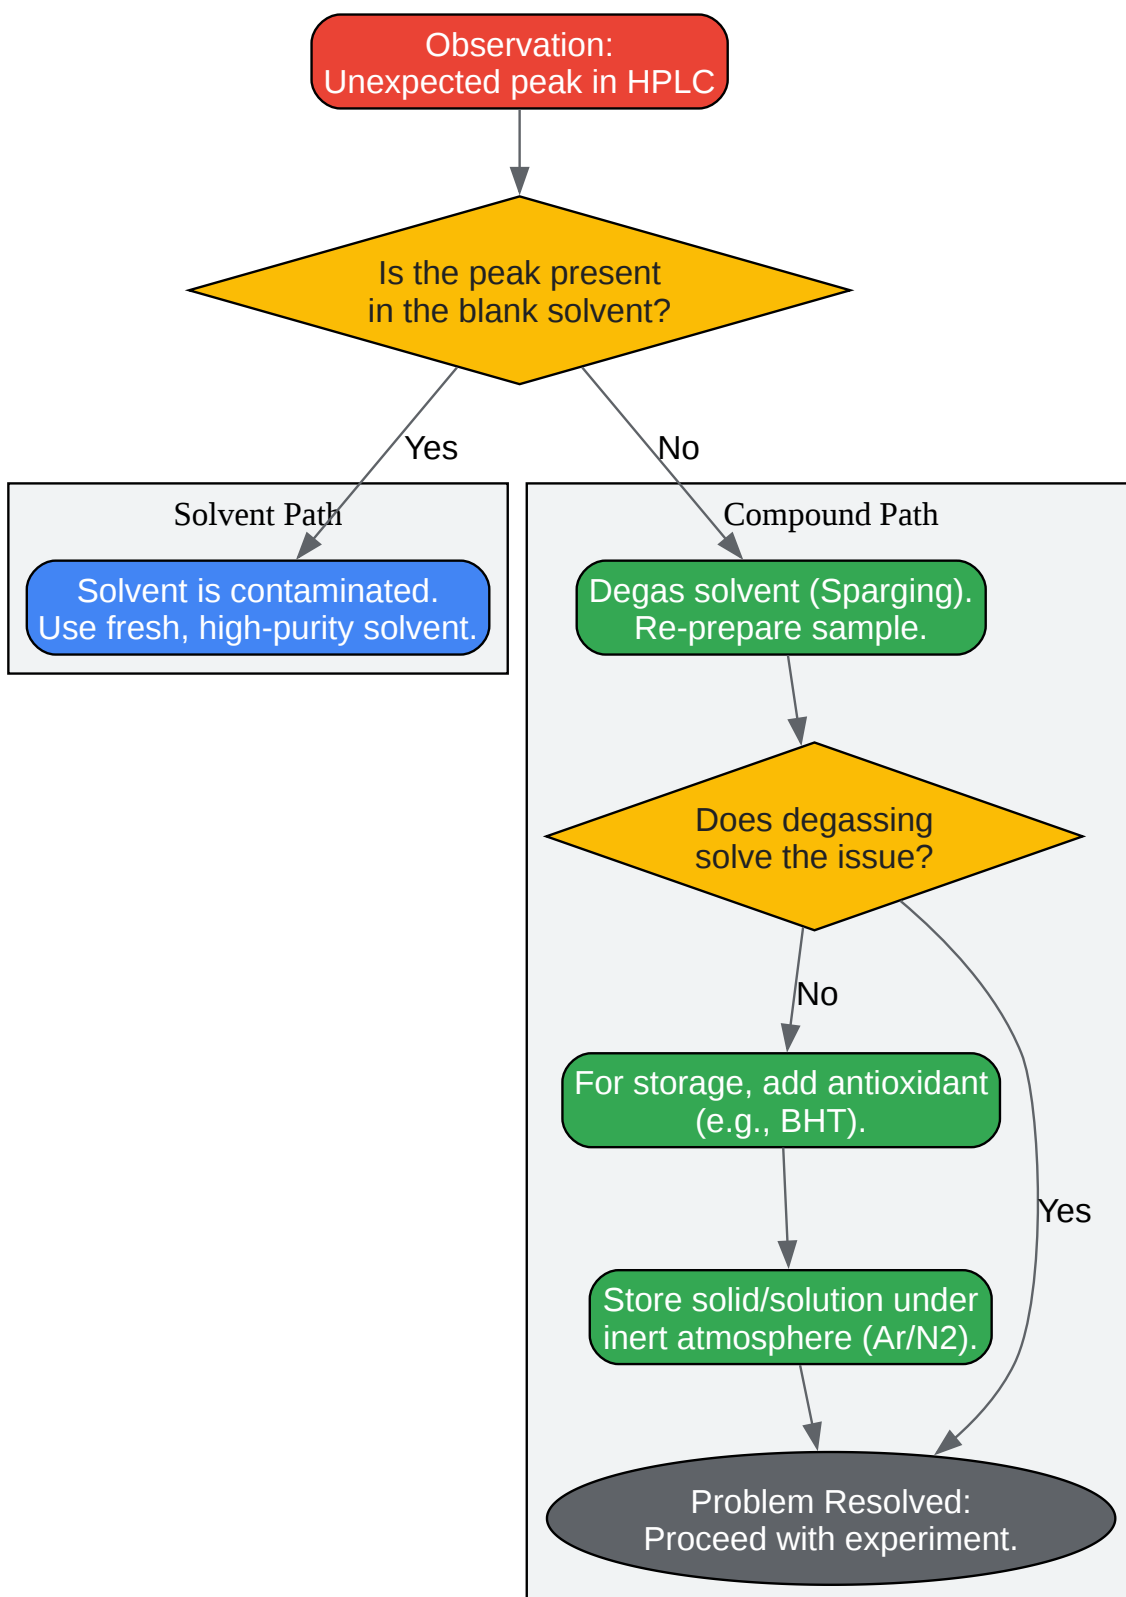 Observation:
Unexpected peak in HPLC
Is the peak present
in the blank solvent?
Yes
No
Solvent Path
Solvent is contaminated.
Use fresh, high-purity solvent.
Compound Path
Degas solvent (Sparging).
Re-prepare sample.
Does degassing
solve the issue?
No
For storage, add antioxidant
(e.g., BHT).
Yes
Store solid/solution under
inert atmosphere (Ar/N2).
Problem Resolved:
Proceed with experiment.